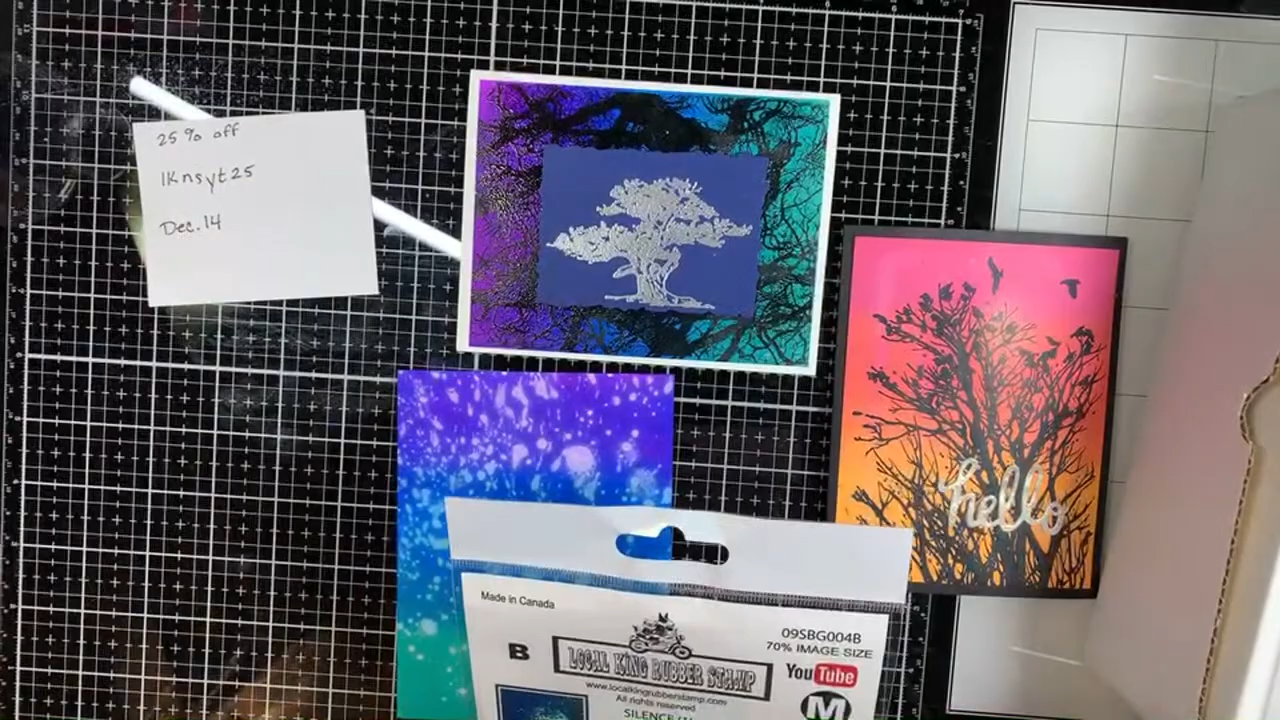 25% off
lKnsyt25
Dec. 14
hello
Made in Canada
B
LOCAL KING RUBBER STAMP
www.localkingrubberstamp.com
All rights reserved
09SBG004B
70% IMAGE SIZE
YouTube
M